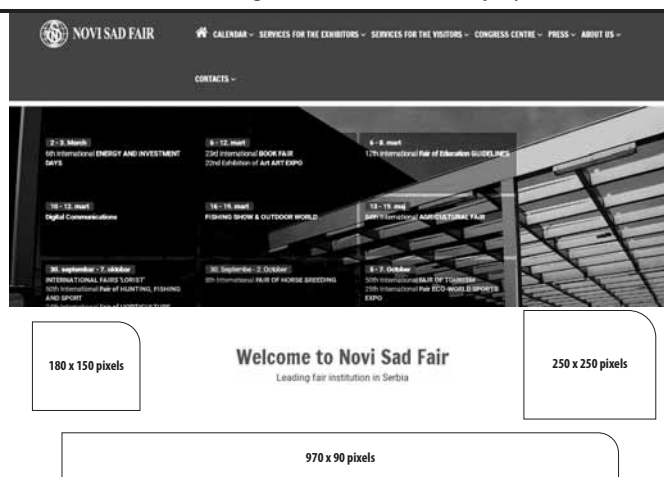 NOVI SAD FAIR
CALENDAR
SERVICES FOR THE EXHIBITORS
SERVICES FOR THE VISITORS
CONGRESS CENTRE
PRESS
ABOUT US
CONTACTS
2 - 3. March
6th International ENERGY AND INVESTMENT
DAYS
6 - 12. mart
23rd International BOOK FAIR
22nd Exhibition of Art ART EXPO
6 - 8. mart
12th International Fair of Education GUIDELINES
10 - 12. mart
Digital Communications
16 - 19. mart
FISHING SHOW & OUTDOOR WORLD
13 - 19. maj
84th International AGRICULTURAL FAIR
30. septembar - 7. oktobar
INTERNATIONAL FAIRS 'LORIST'
50th International Fair of HUNTING, FISHING
AND SPORT
International Fair of HORTICULTURE
30. Septembe - 2. October
8th International FAIR OF HORSE BREEDING
5 - 7. October
50th International FAIR OF TOURISM
25th International Fair ECO-WORLD SPORTS
EXPO
180 x 150 pixels
Welcome to Novi Sad Fair
Leading fair institution in Serbia
250 x 250 pixels
970 x 90 pixels